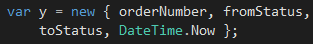 var y = new { orderNumber, fromStatus,
toStatus, DateTime.Now };